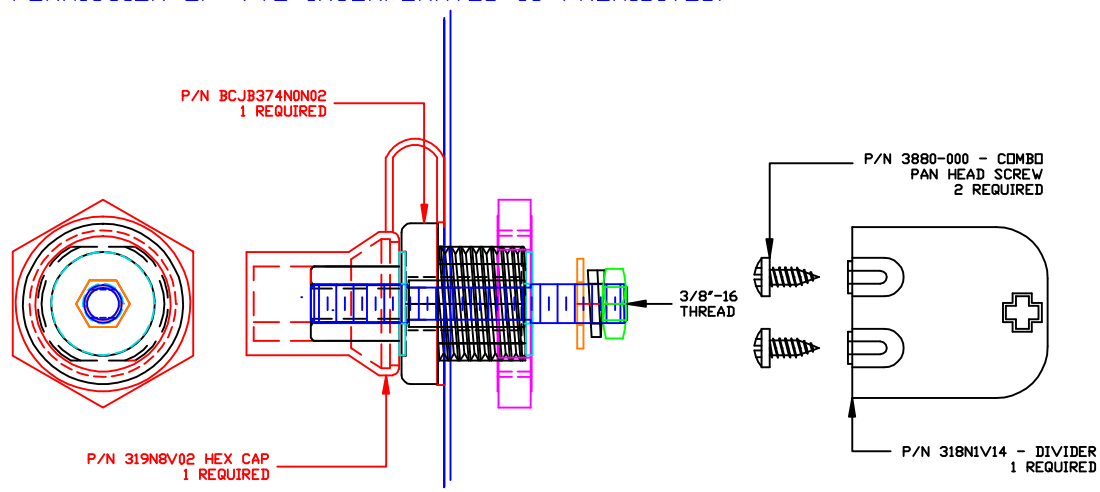 P/N BCJB374N0N02
1 REQUIRED
P/N 3880-000 - COMBO
PAN HEAD SCREW
2 REQUIRED
3/8"-16
THREAD
P/N 319N8V02 HEX CAP
1 REQUIRED
P/N 318N1V14 - DIVIDER
1 REQUIRED